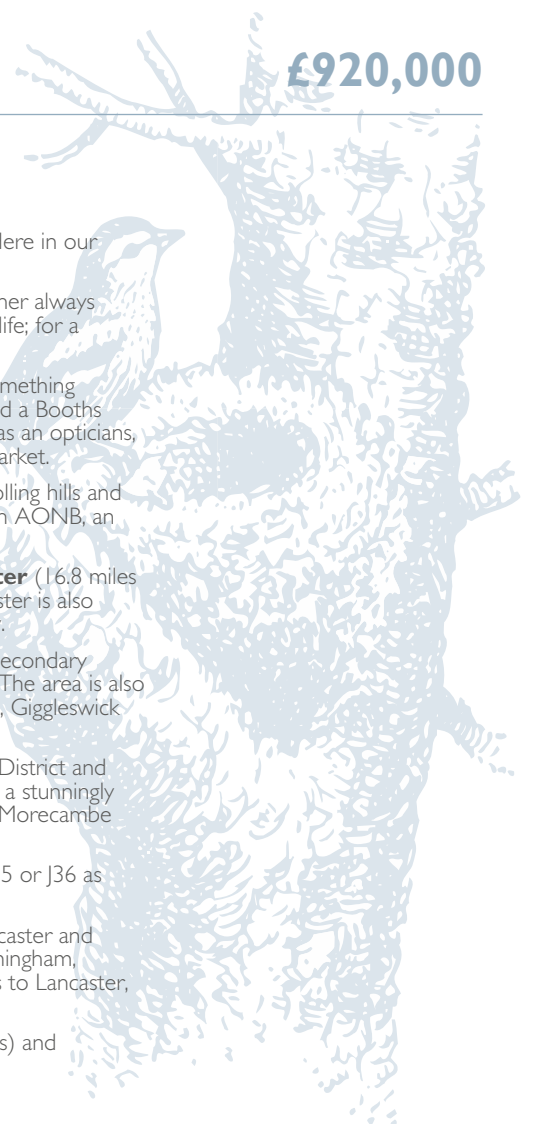 £920,000
Here in our
her always
life; for a
mething
d a Booths
as an opticians,
arket.
olling hills and
n AONB, an
ter (16.8 miles
ster is also
.
econdary
The area is also
, Giggleswick
District and
a stunningly
Morecambe
5 or J36 as
caster and
ningham,
s to Lancaster,
s) and